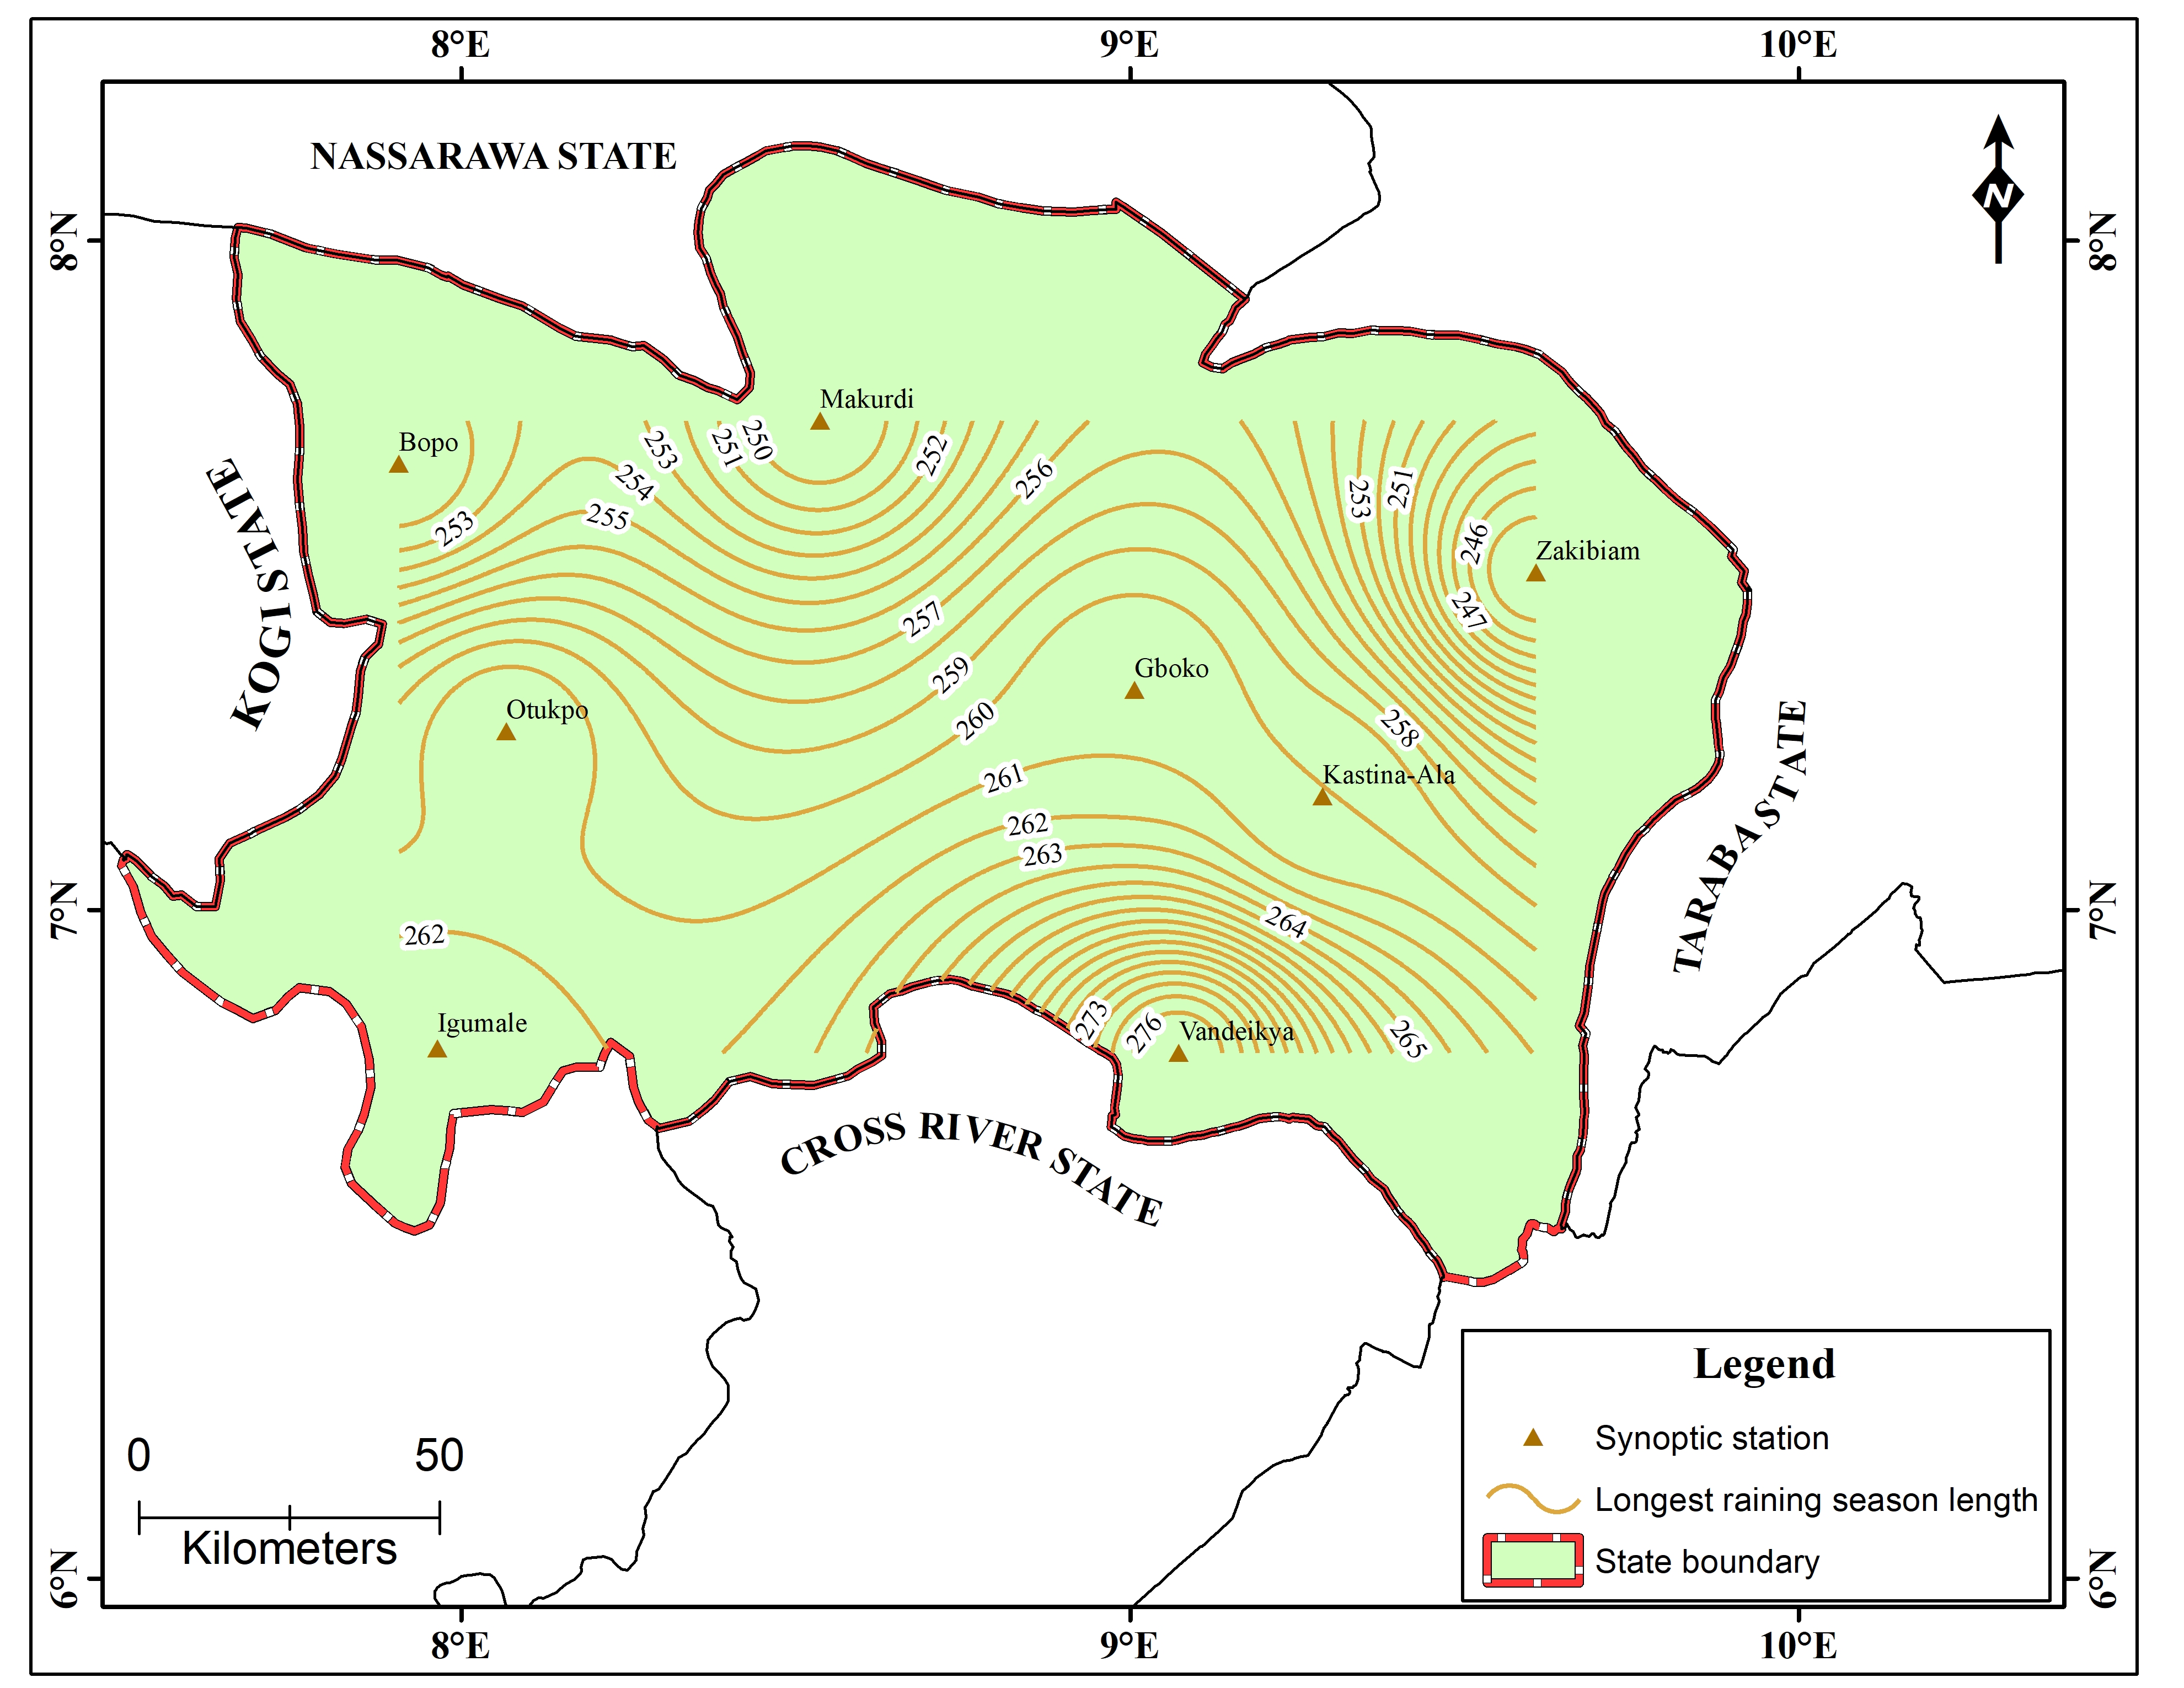 8°E
9°E
10°E
NASSARAWA STATE
N
8°N
8°N
Makurdi
Bopo
253
251
250
252
254
256
253
251
255
253
246
Zakibiam
KOGI STATE
247
257
Gboko
259
Otukpo
260
258
261
Kastina-Ala
TARABA STATE
262
263
7°N
7°N
264
262
Igumale
273
276
Vandeikya
265
CROSS RIVER STATE
Legend
Synoptic station
Longest raining season length
State boundary
0
50
Kilometers
6°N
6°N
8°E
9°E
10°E